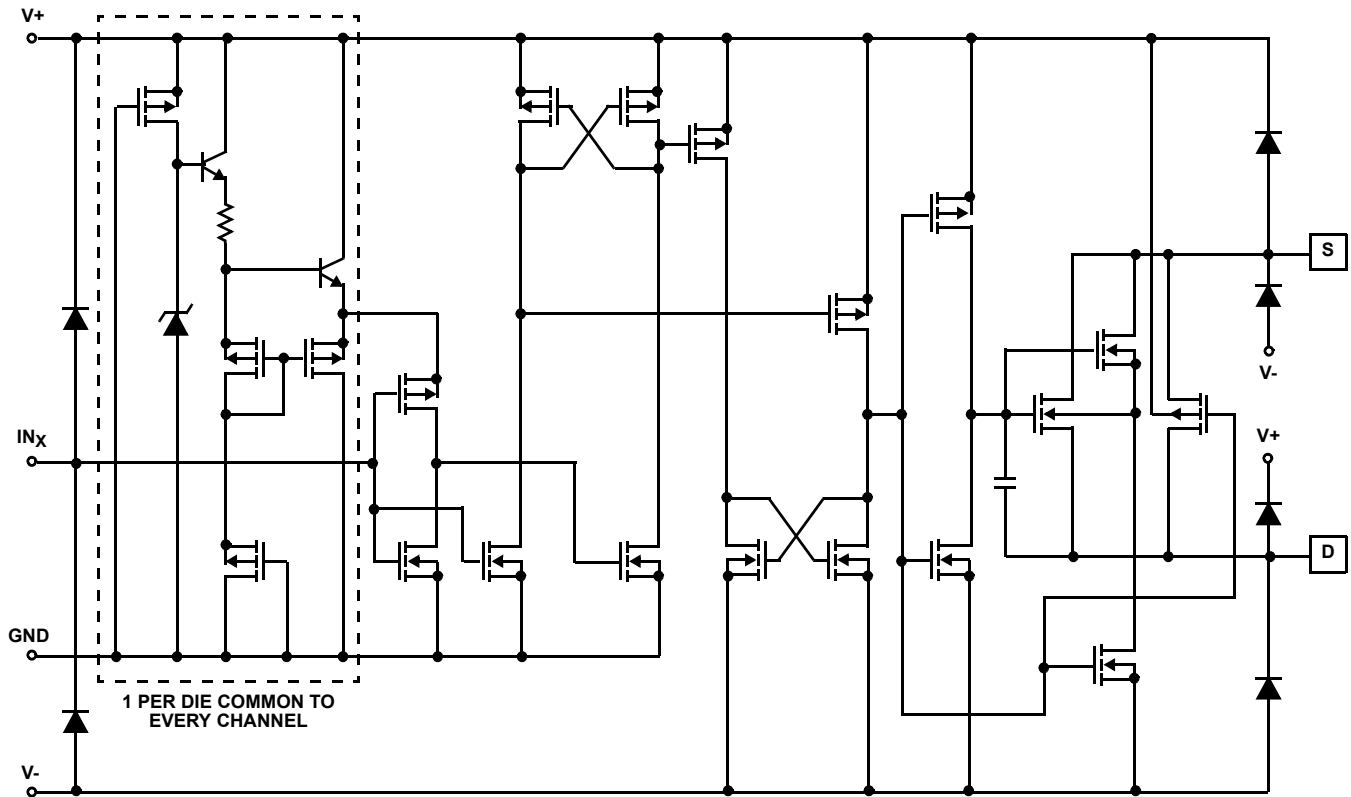 V+
S
V-
V+
INX
D
GND
1 PER DIE COMMON TO
EVERY CHANNEL
V-